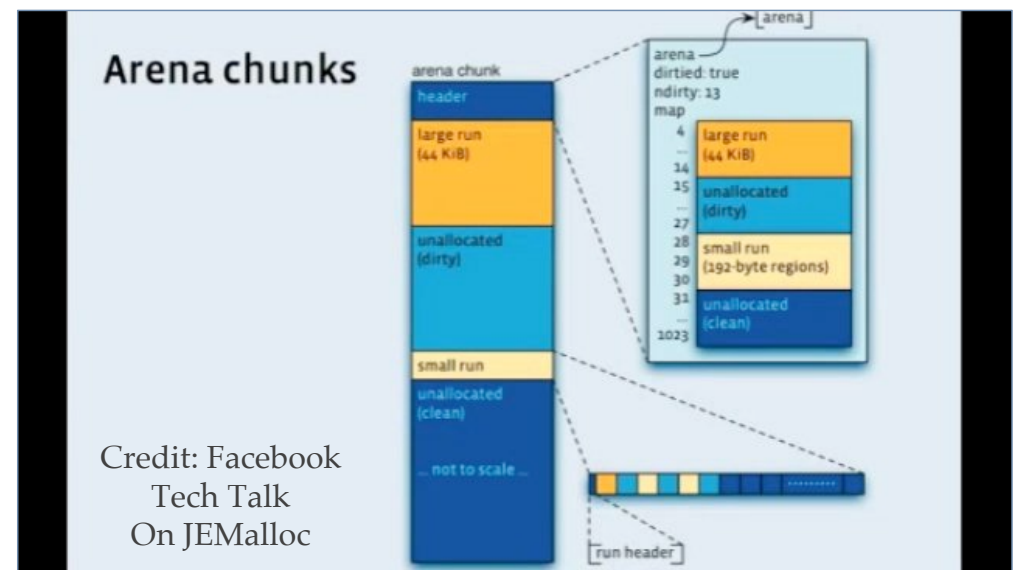 Arena chunks
arena chunk
header
large run
(44 KiB)
unallocated
(dirty)
small run
unallocated
(clean)
... not to scale ...
[arena]
arena
dirtied: true
ndirty: 13
map
4
...
14
15
...
27
28
29
30
31
...
1023
large run
(44 KiB)
unallocated
(dirty)
small run
(192-byte regions)
unallocated
(clean)
[run header]
Credit: Facebook
Tech Talk
On JEMalloc